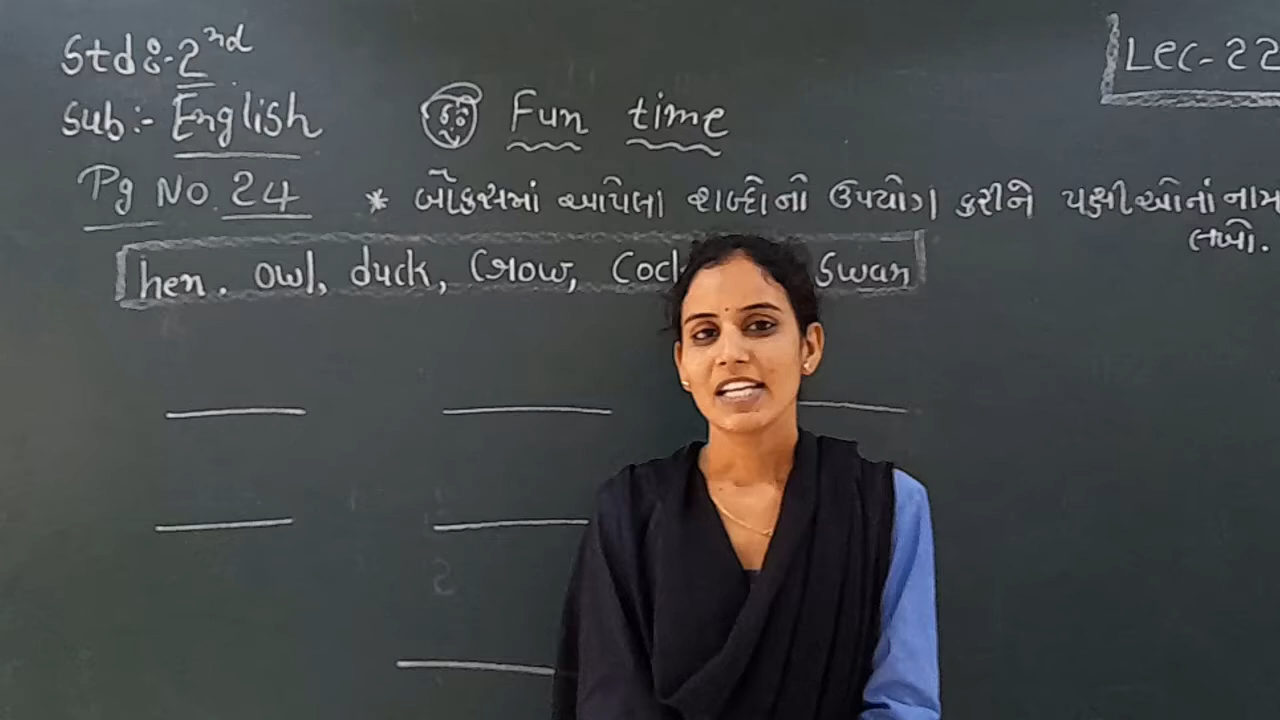 Std:-2nd
Lec-22
Sub:- English
Fun time
Pg No. 24
* બોક્સમાં આપેલા શબ્દોનો ઉપયોગ કરીને પક્ષીઓનાં નામ
લખો.
hen, owl, duck, Crow, Swan